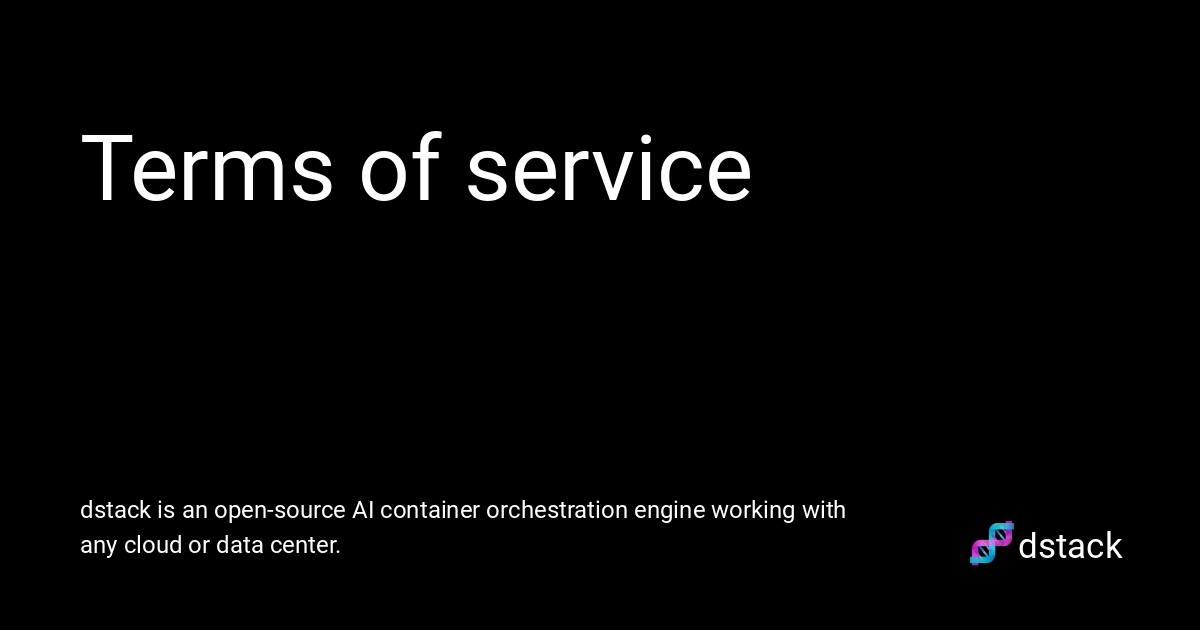 Terms of service
dstack is an open-source AI container orchestration engine working with
any cloud or data center.
dstack